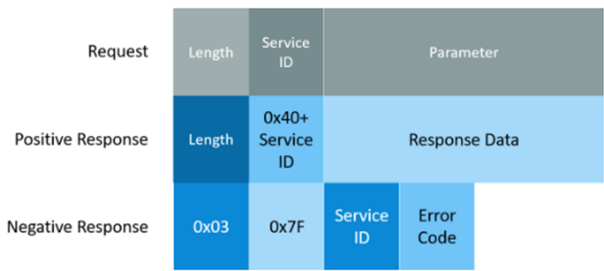 Request
Length
Service
ID
Parameter
Positive Response
Length
0x40+
Service
ID
Response Data
Negative Response
0x03
0x7F
Service
ID
Error
Code